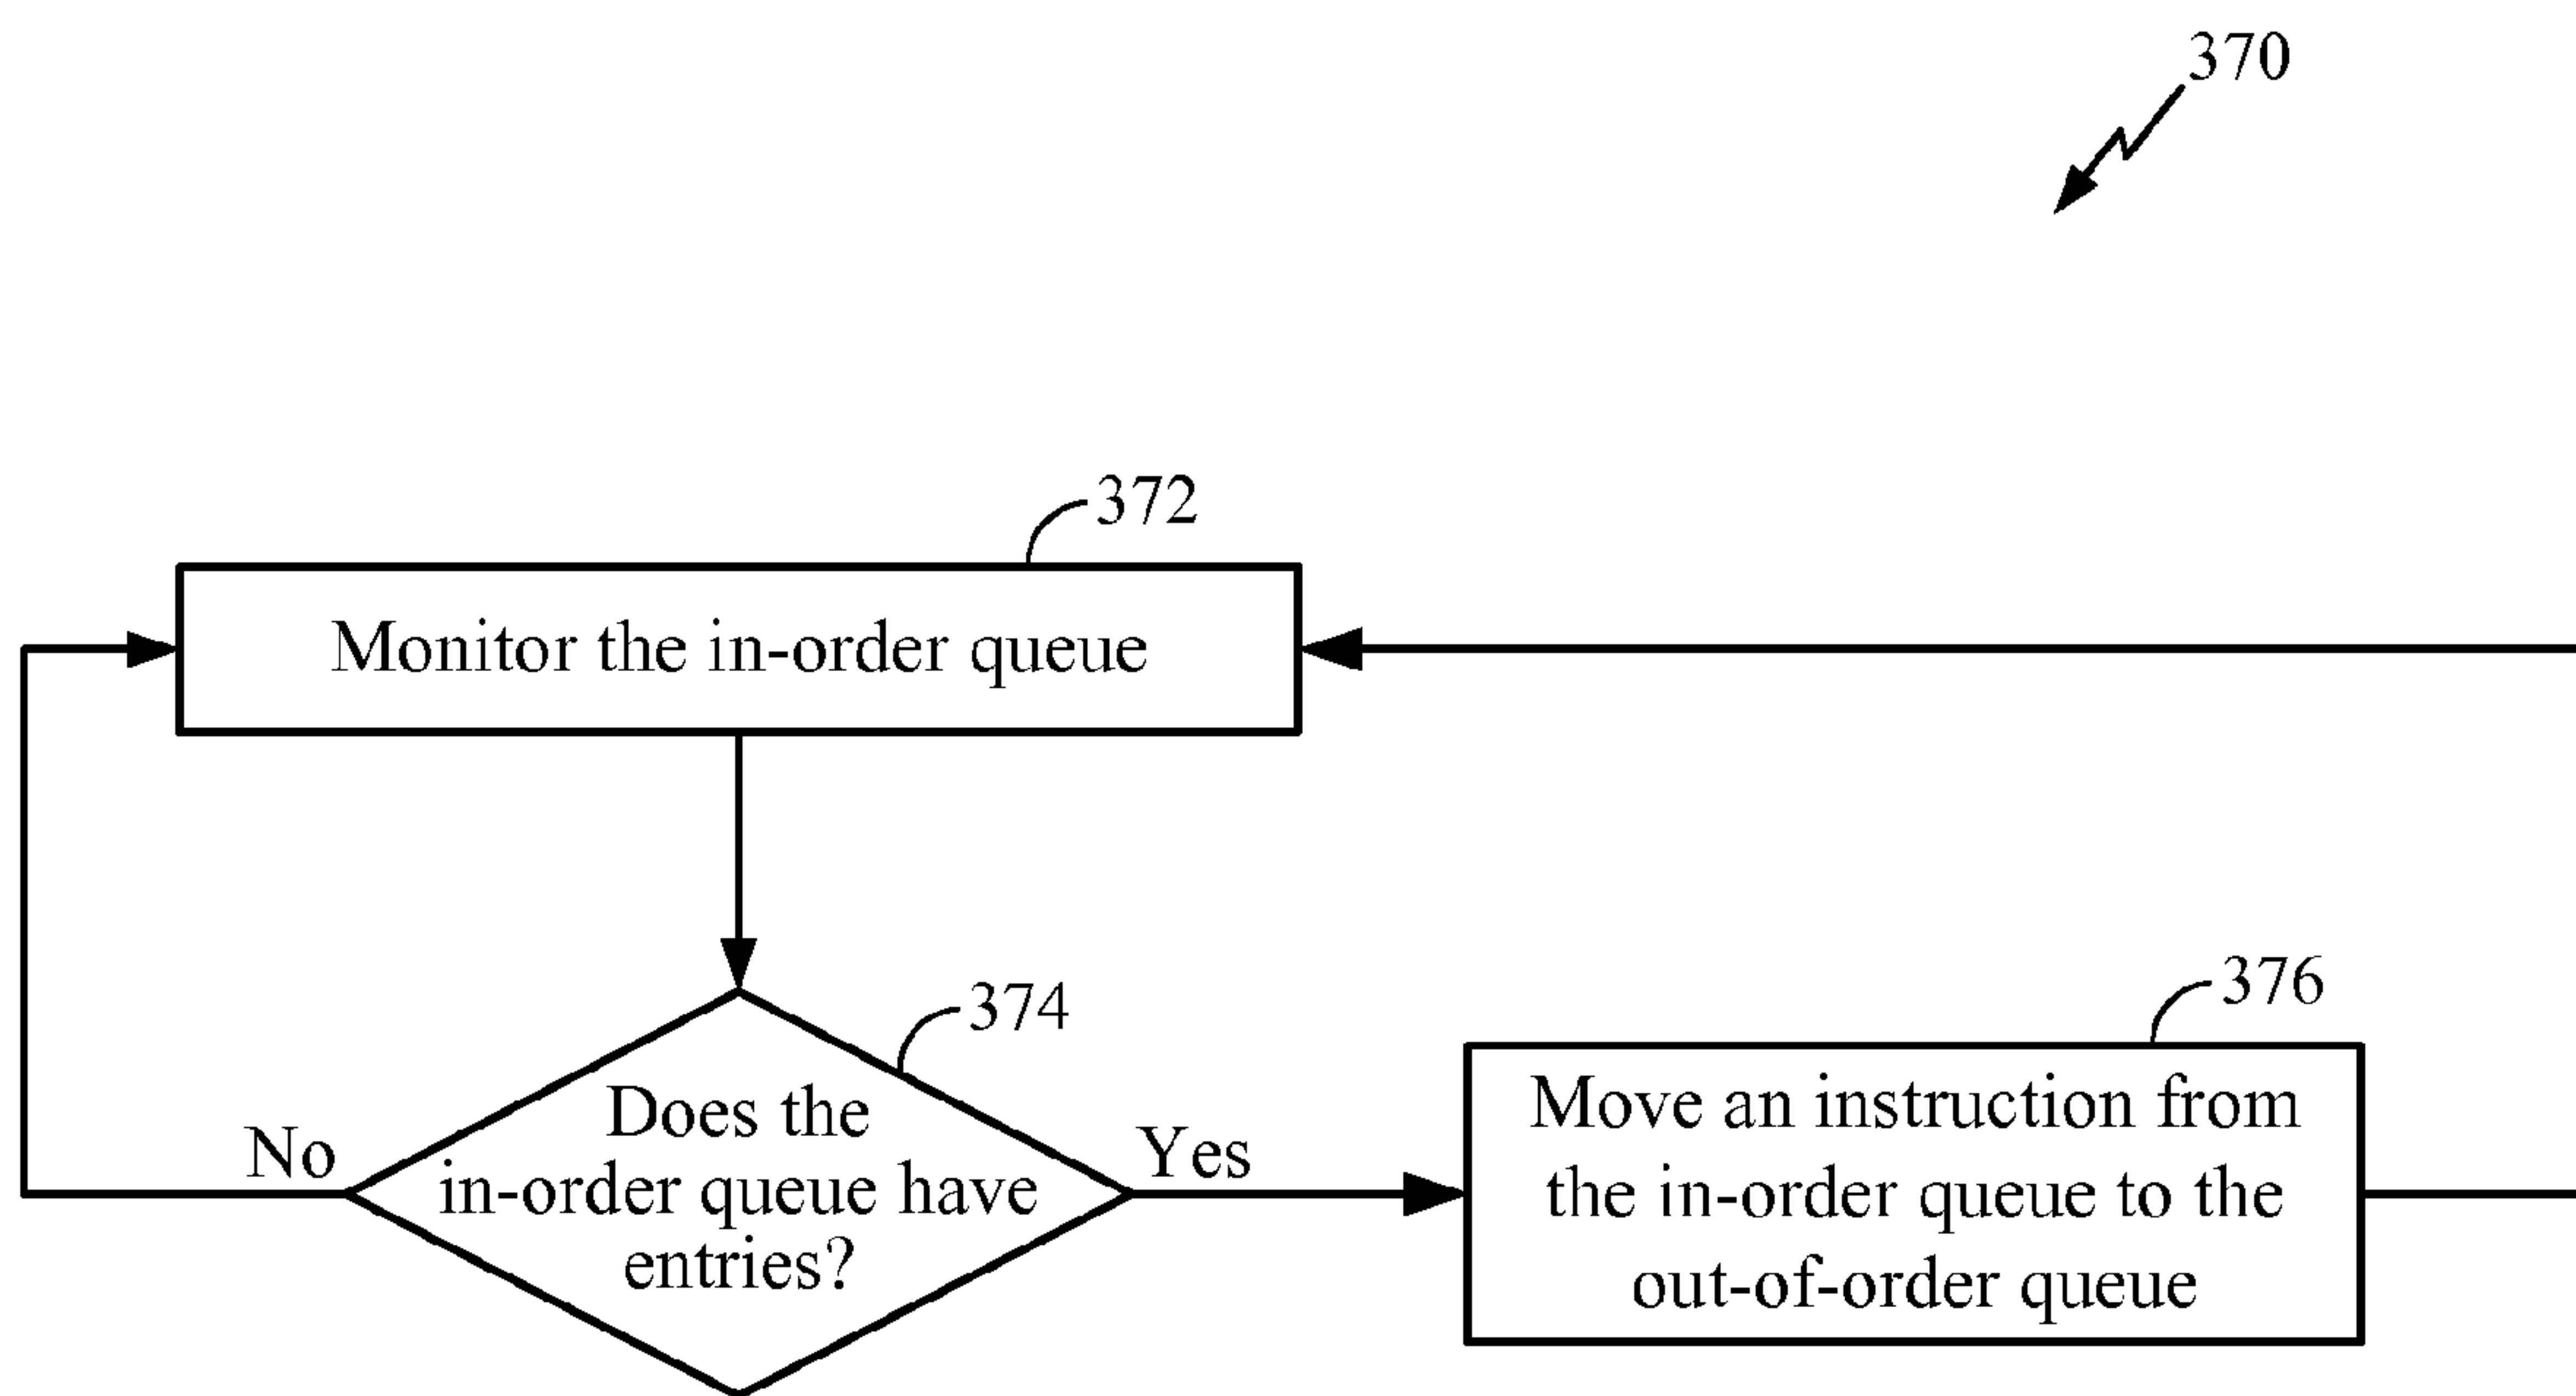 370
372
Monitor the in-order queue
374
Does the
in-order queue have
entries?
No
Yes
376
Move an instruction from
the in-order queue to the
out-of-order queue